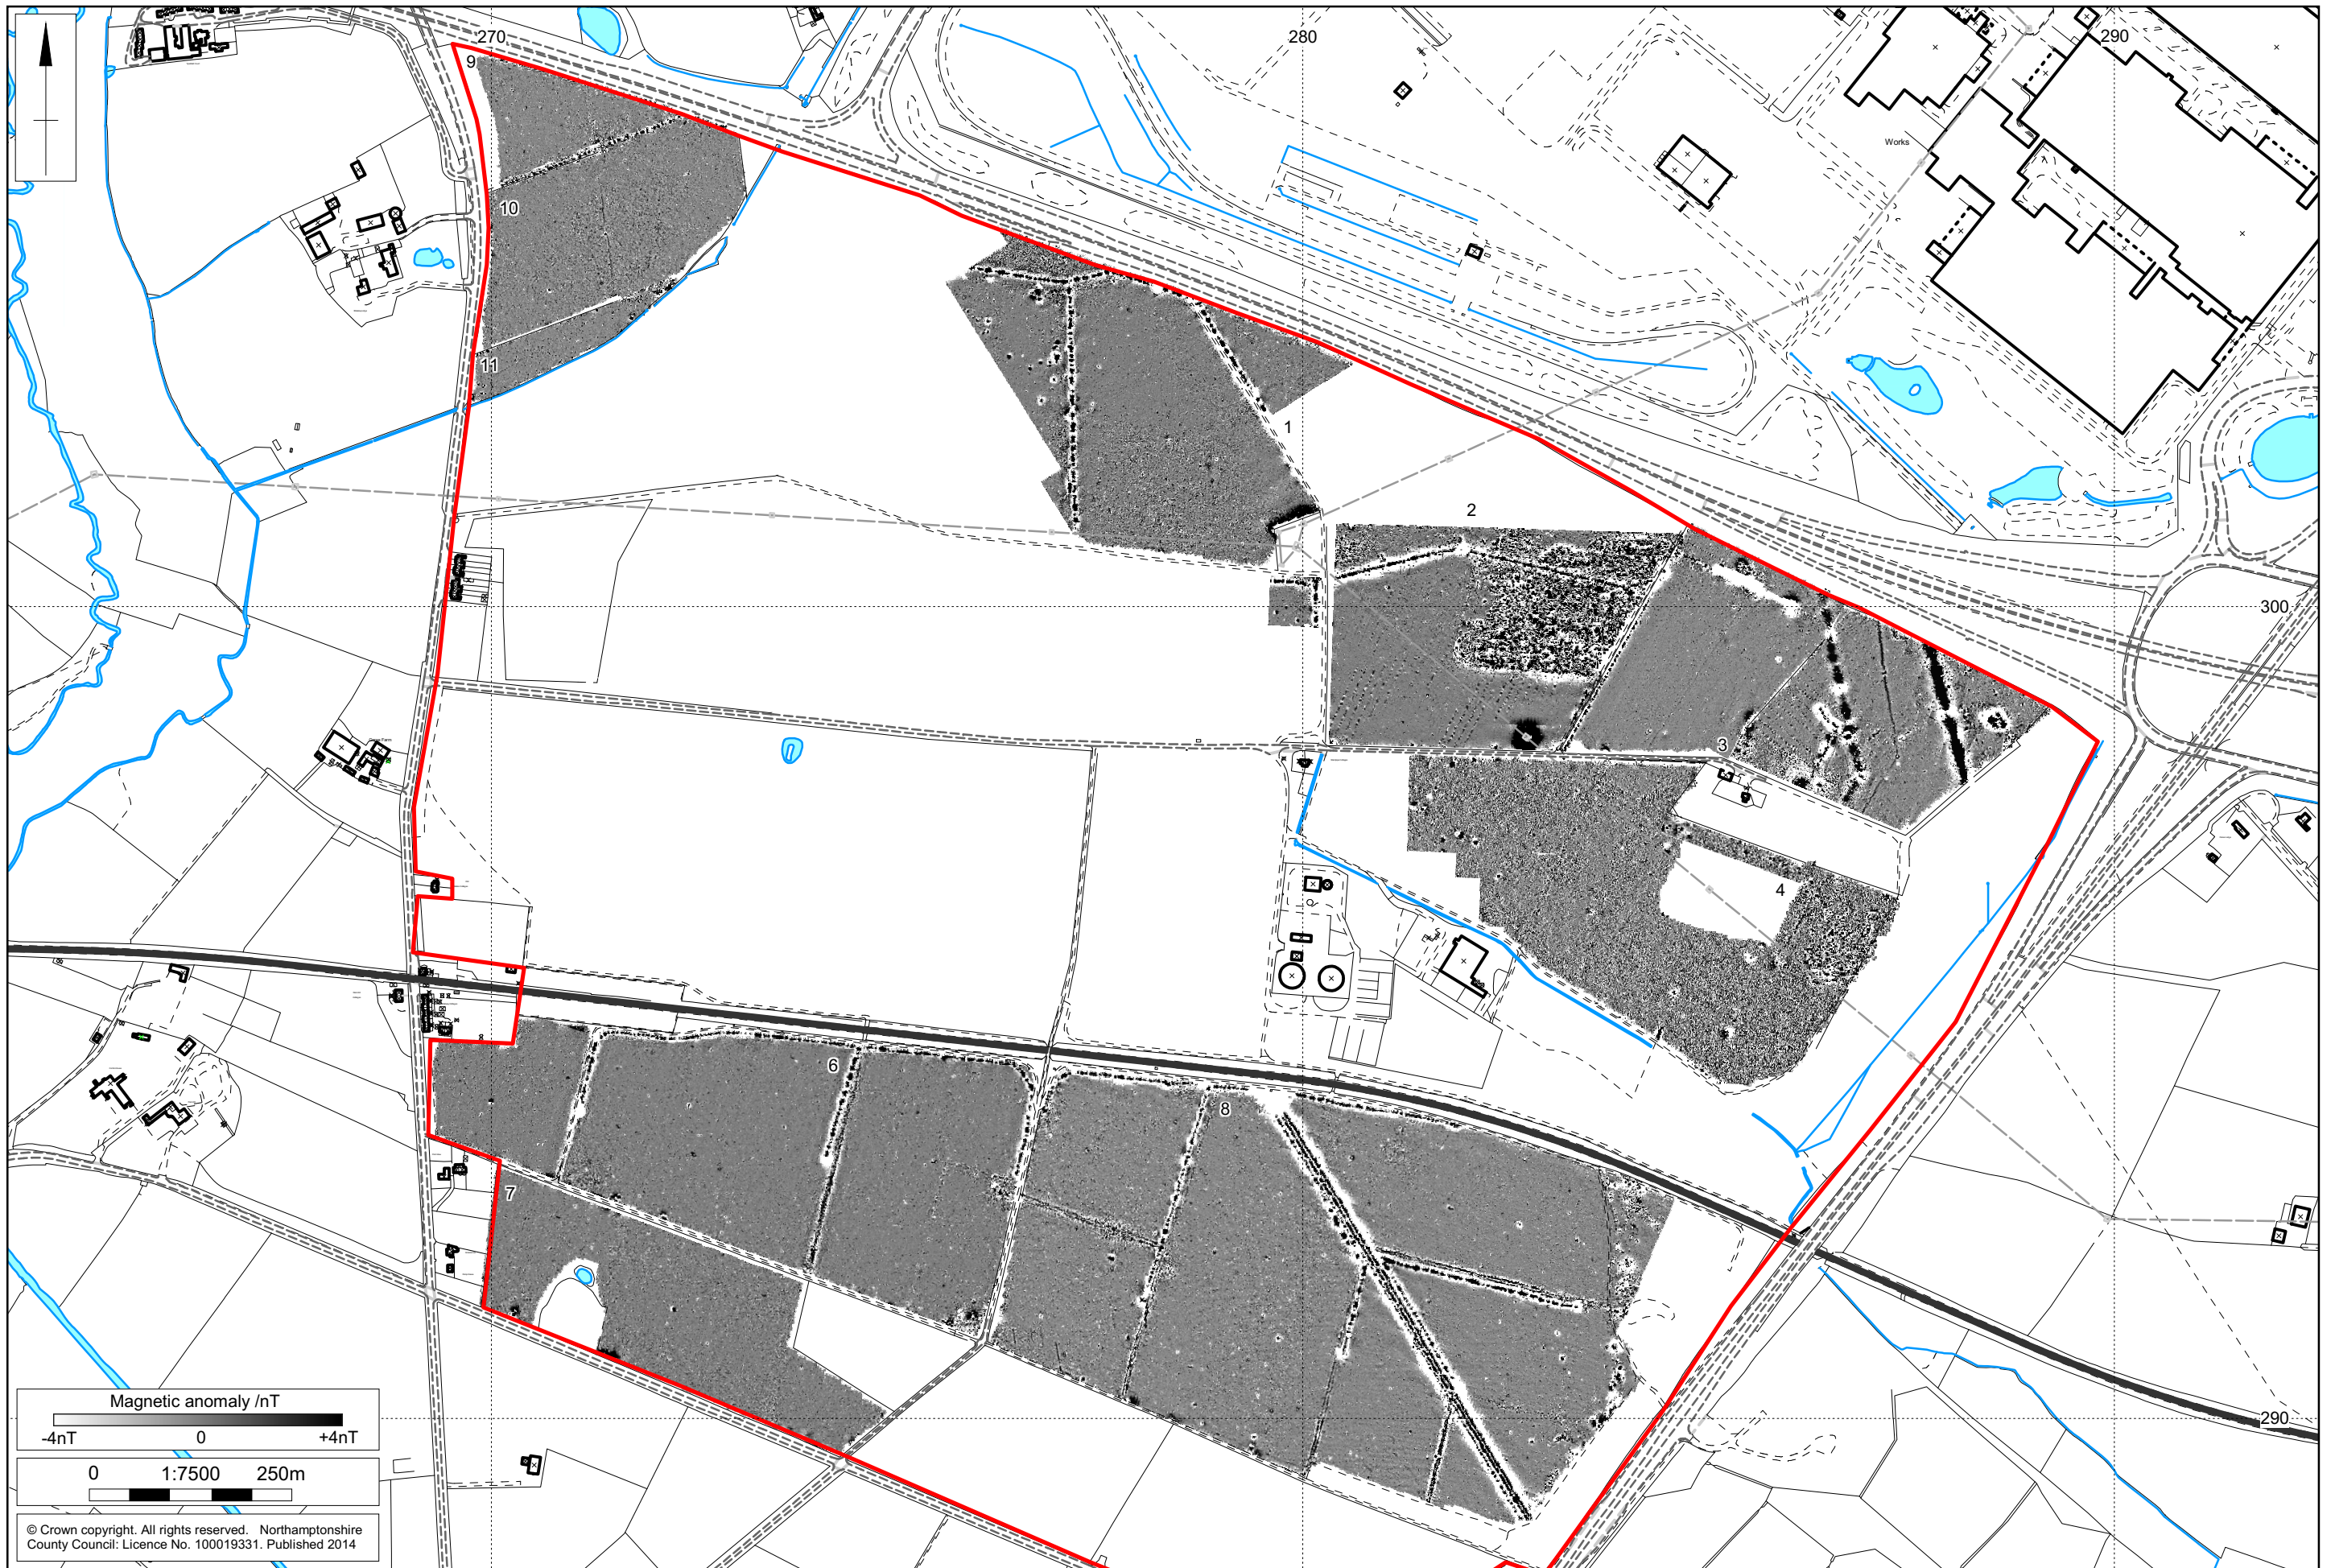 270
280
290
9
Works
10
11
1
2
300
3
4
6
8
7
290
Magnetic anomaly /nT
-4nT 0 +4nT
0 1:7500 250m
© Crown copyright. All rights reserved. Northamptonshire
County Council: Licence No. 100019331. Published 2014